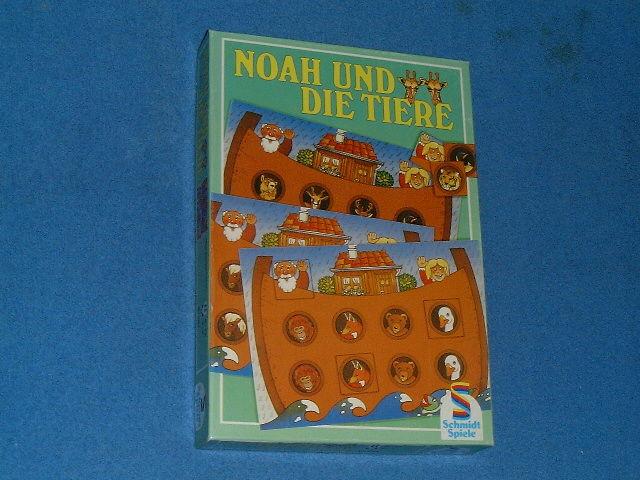 NOAH UND
DIE TIERE
Schmidt
Spiele